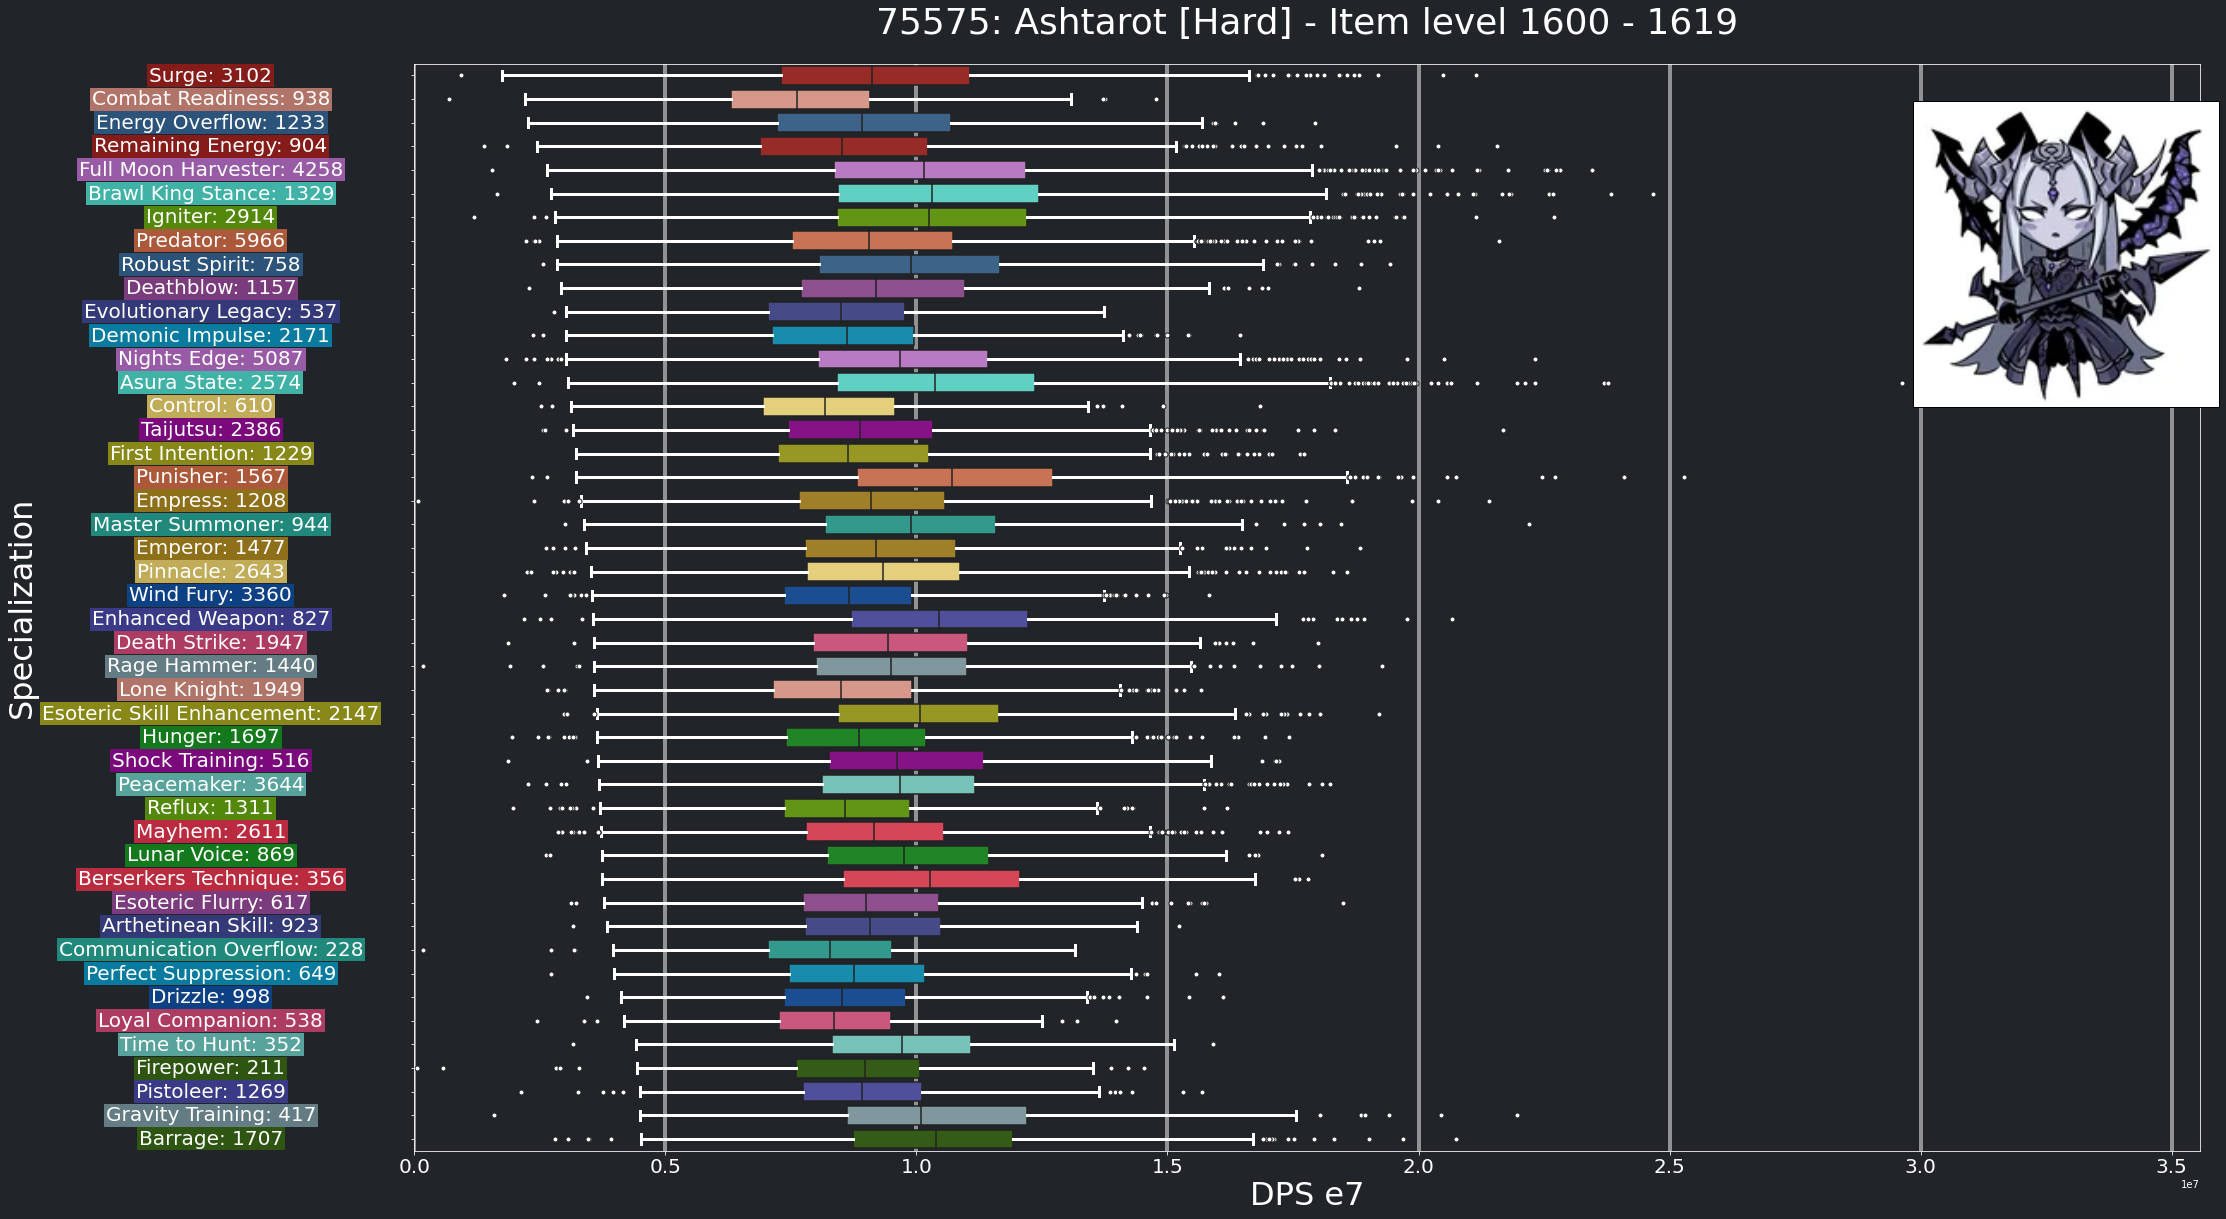 75575: Ashtarot [Hard] - Item level 1600 - 1619
Specialization
Surge: 3102
Combat Readiness: 938
Energy Overflow: 1233
Remaining Energy: 904
Full Moon Harvester: 4258
Brawl King Stance: 1329
Igniter: 2914
Predator: 5966
Robust Spirit: 758
Deathblow: 1157
Evolutionary Legacy: 537
Demonic Impulse: 2171
Nights Edge: 5087
Asura State: 2574
Control: 610
Taijutsu: 2386
First Intention: 1229
Punisher: 1567
Empress: 1208
Master Summoner: 944
Emperor: 1477
Pinnacle: 2643
Wind Fury: 3360
Enhanced Weapon: 827
Death Strike: 1947
Rage Hammer: 1440
Lone Knight: 1949
Esoteric Skill Enhancement: 2147
Hunger: 1697
Shock Training: 516
Peacemaker: 3644
Reflux: 1311
Mayhem: 2611
Lunar Voice: 869
Berserkers Technique: 356
Esoteric Flurry: 617
Arthetinean Skill: 923
Communication Overflow: 228
Perfect Suppression: 649
Drizzle: 998
Loyal Companion: 538
Time to Hunt: 352
Firepower: 211
Pistoleer: 1269
Gravity Training: 417
Barrage: 1707
0.0 0.5 1.0 1.5 2.0 2.5 3.0 3.5
1e7
DPS e7